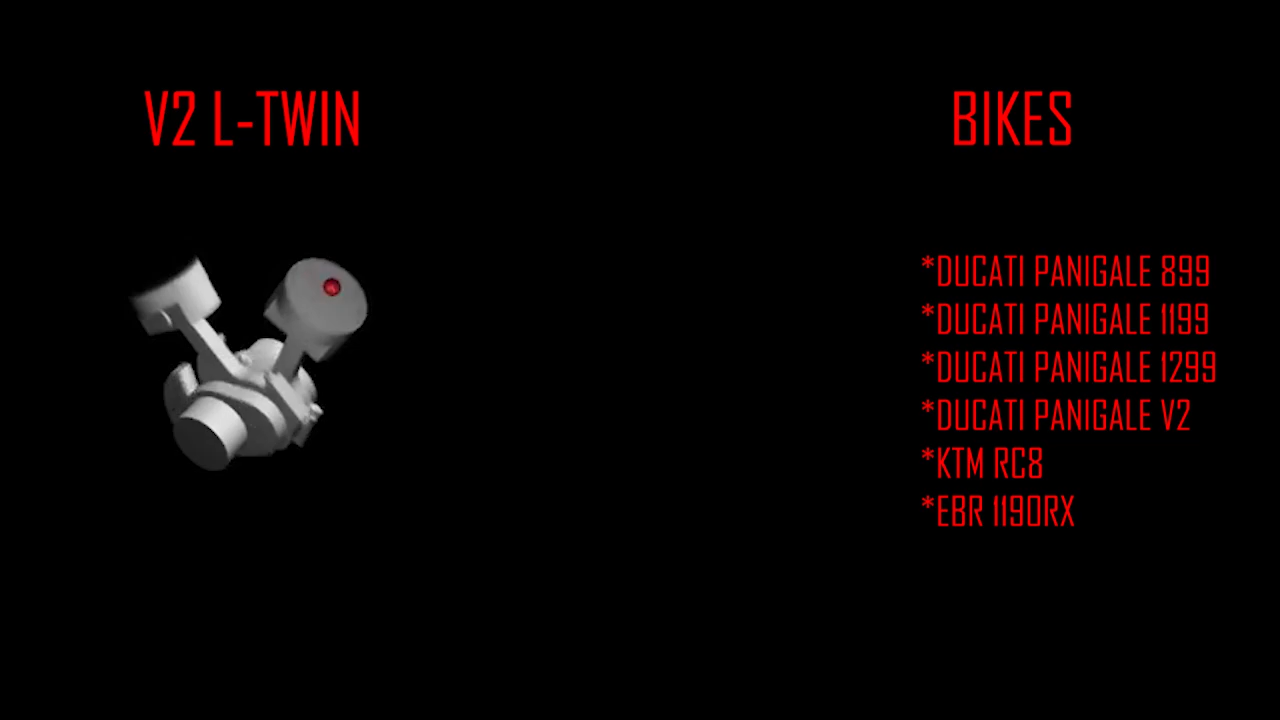 V2 L-TWIN
BIKES
*DUCATI PANIGALE 899
*DUCATI PANIGALE 1199
*DUCATI PANIGALE 1299
*DUCATI PANIGALE V2
*KTM RC8
*EBR 1190RX